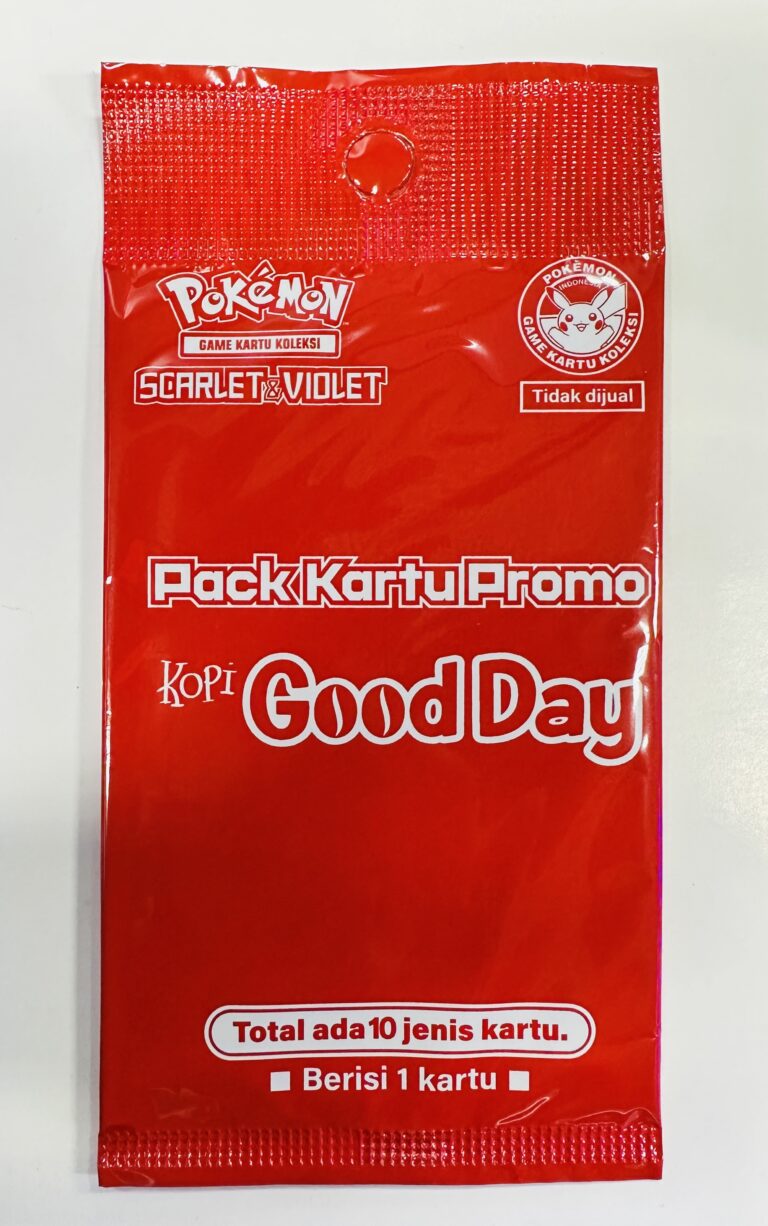 POKéMON
GAME KARTU KOLEKSI
SCARLET & VIOLET
POKÉMON
INDONESIA
GAME KARTU KOLEKSI
Tidak dijual
Pack Kartu Promo
Kopi Good Day
Total ada 10 jenis kartu.
■ Berisi 1 kartu ■